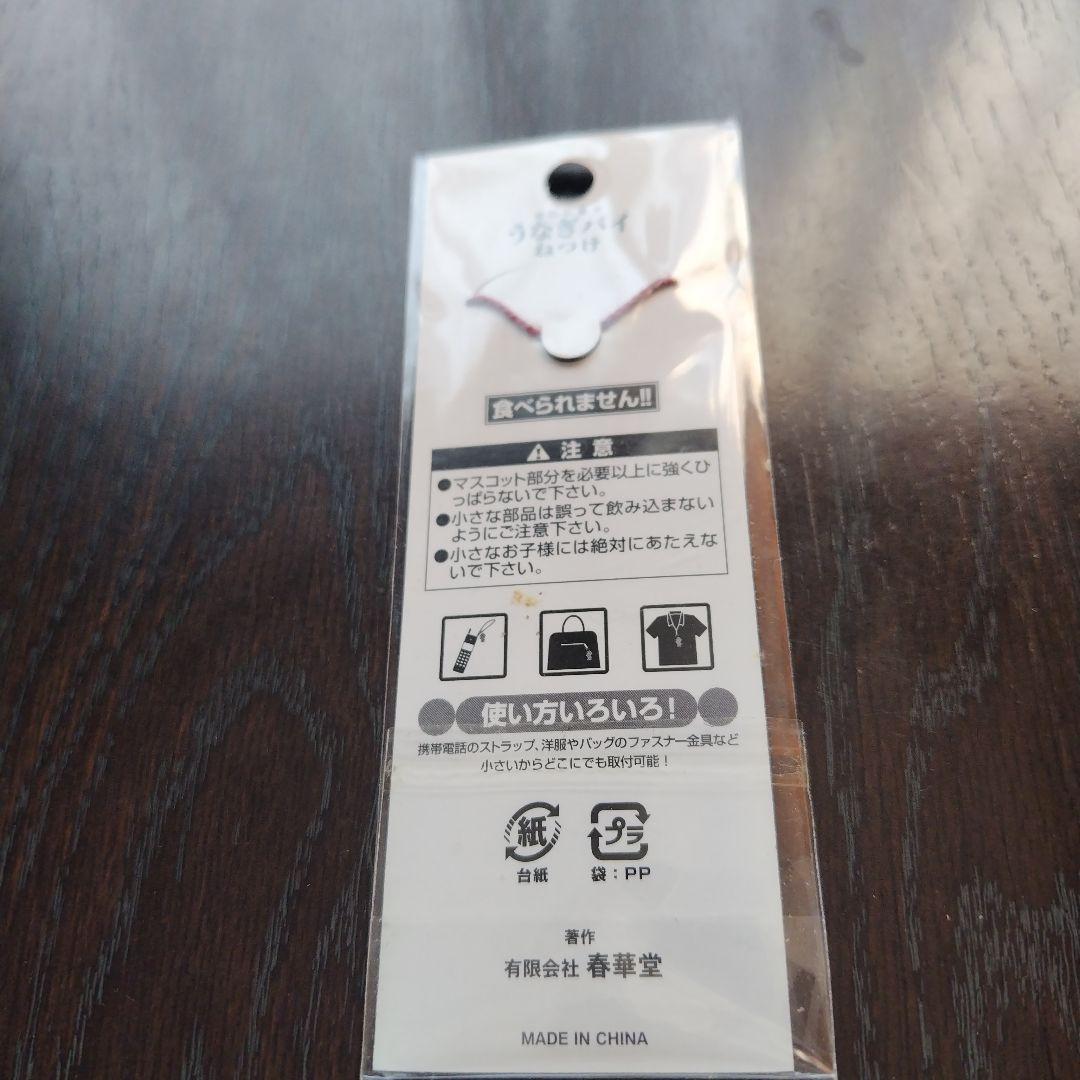 うなぎパイ
ねつけ
食べられません!!
注意
●マスコット部分を必要以上に強くひ
っぱらないで下さい。
●小さな部品は誤って飲み込まない
ようにご注意下さい。
●小さなお子様には絶対にあたえな
いで下さい。
使い方いろいろ!
携帯電話のストラップ、洋服やバッグのファスナー金具など
小さいからどこにでも取付可能!
紙 プラ
台紙 袋:PP
著作
有限会社 春華堂
MADE IN CHINA